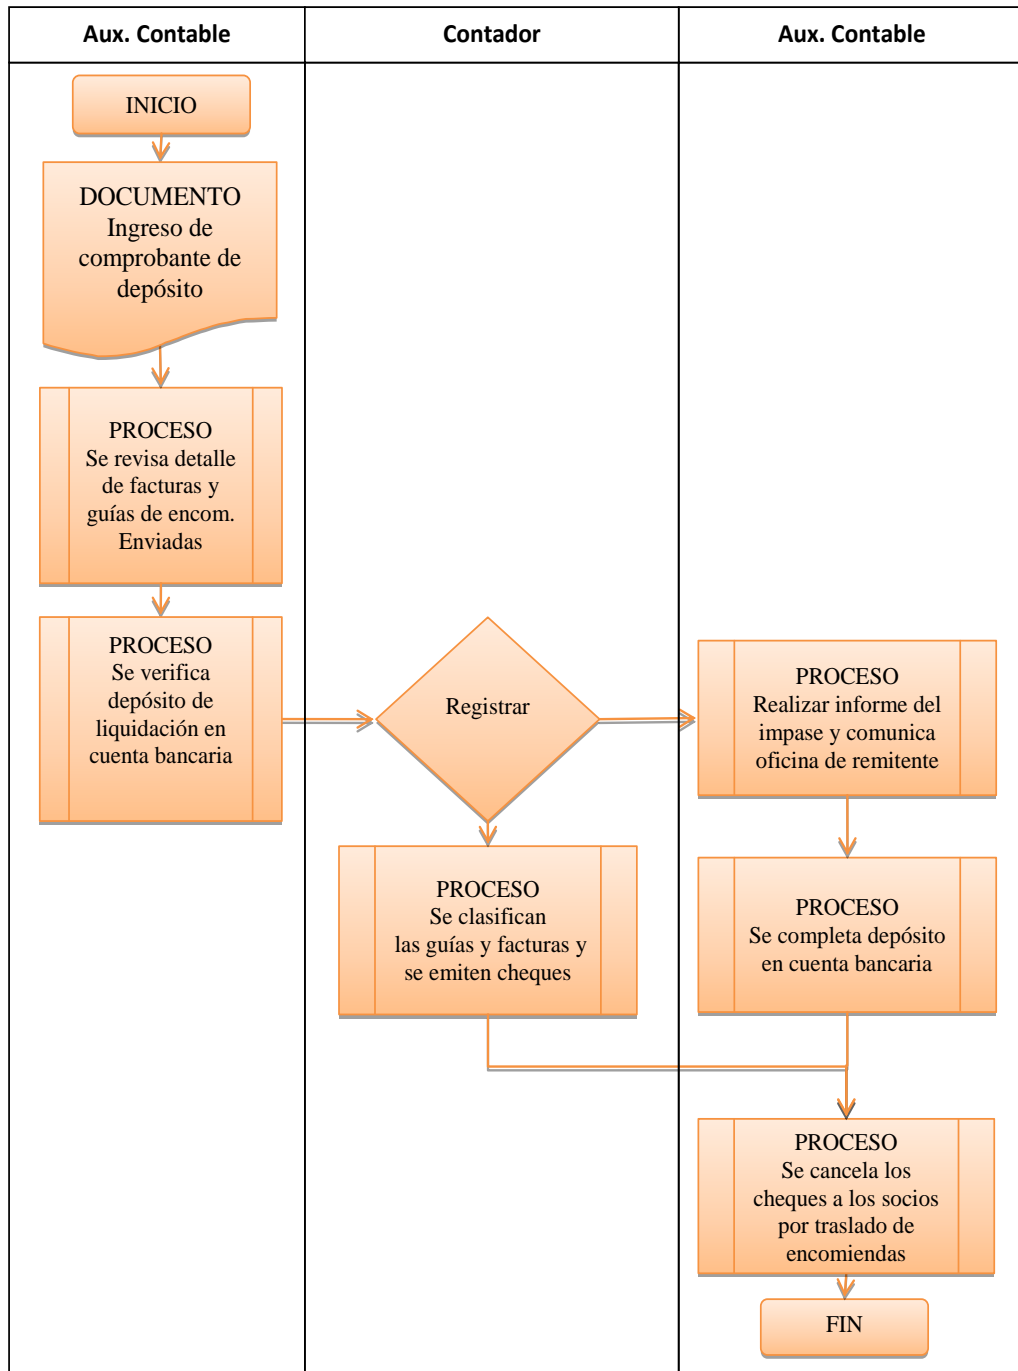 Aux. Contable
Contador
Aux. Contable
INICIO
DOCUMENTO
Ingreso de
comprobante de
depósito
PROCESO
Se revisa detalle
de facturas y
guías de encom.
Enviadas
PROCESO
Se verifica
depósito de
liquidación en
cuenta bancaria
Registrar
PROCESO
Se clasifican
las guías y facturas y
se emiten cheques
PROCESO
Realizar informe del
impase y comunica
oficina de remitente
PROCESO
Se completa depósito
en cuenta bancaria
PROCESO
Se cancela los
cheques a los socios
por traslado de
encomiendas
FIN